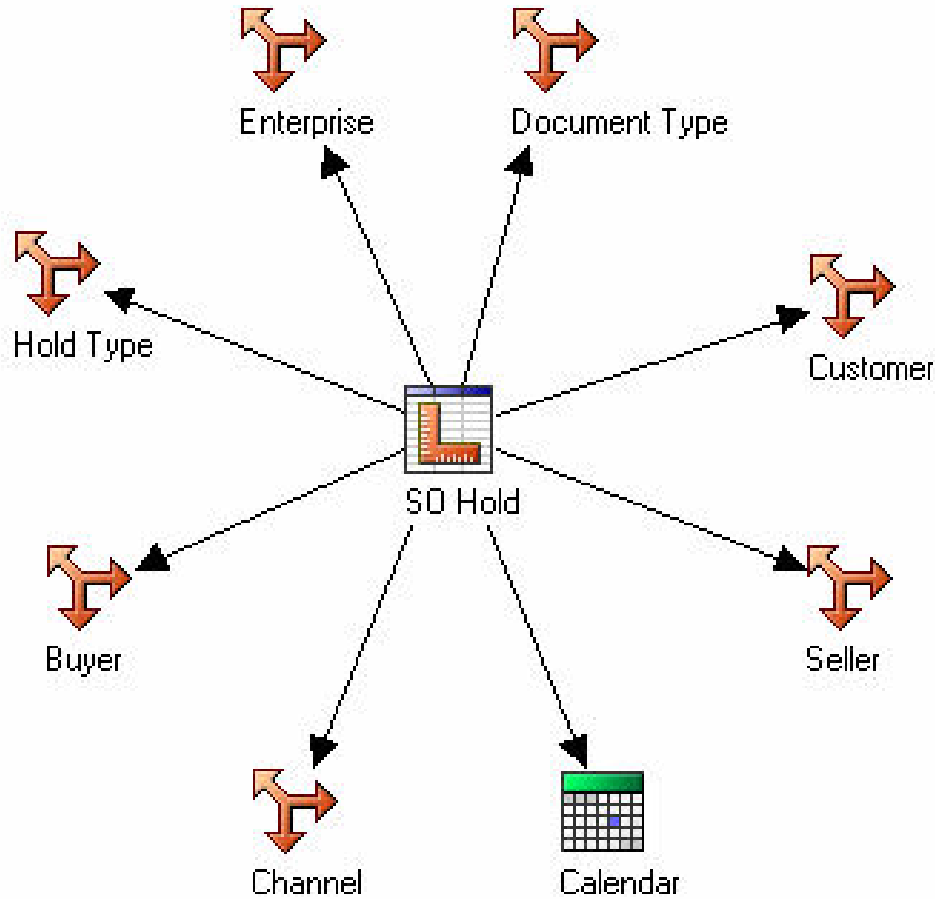 Enterprise
Document Type
Hold Type
Customer
SO Hold
Buyer
Seller
Channel
Calendar